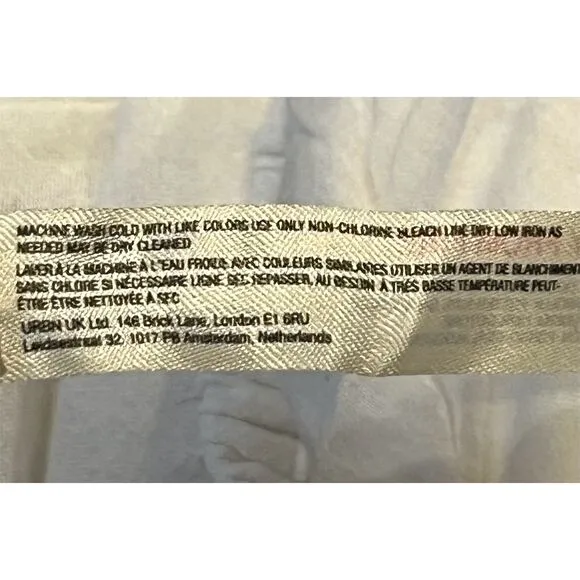 MACHINE WASH COLD WITH LIKE COLORS USE ONLY NON-CHLORINE BLEACH LINE DRY LOW IRON AS
NEEDED MAY BE DRY CLEANED
LAVER À LA MACHINE À L'EAU FROIDE AVEC COULEURS SIMILAIRES UTILISER UN AGENT DE BLANCHIMENT
SANS CHLORE SI NÉCESSAIRE LIGNE SEC REPASSER, AU BESOIN À TRÉS BASSE TEMPÉRATURE PEUT-
ÊTRE ÊTRE NETTOYÉE À SEC
URBN UK Ltd. 146 Brick Lane, London E1 6RU
Leidsestraat 32, 1017 PB Amsterdam, Netherlands